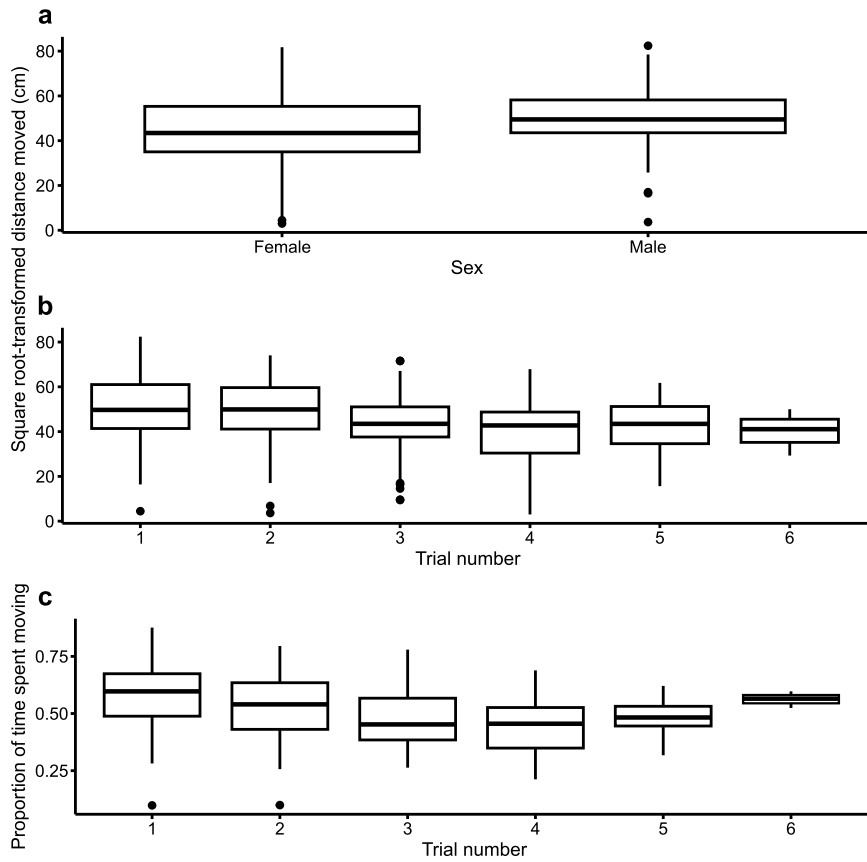 a
Square root-transformed distance moved (cm)
80
60
40
20
0
Female Male
Sex
b
80
60
40
20
0
1 2 3 4 5 6
Trial number
c
Proportion of time spent moving
0.75
0.50
0.25
1 2 3 4 5 6
Trial number